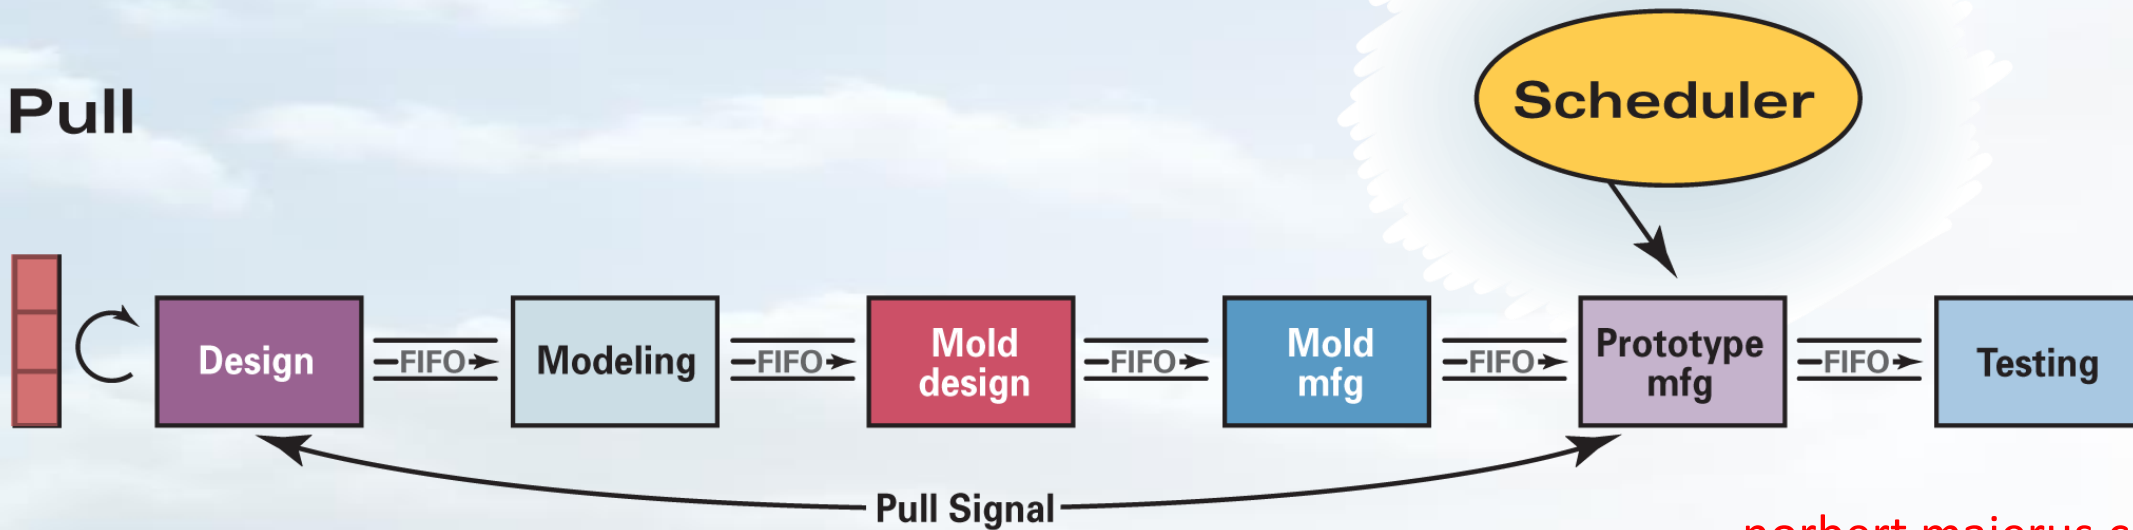 Pull
Scheduler
Design
FIFO
Modeling
FIFO
Mold
design
FIFO
Mold
mfg
FIFO
Prototype
mfg
FIFO
Testing
Pull Signal